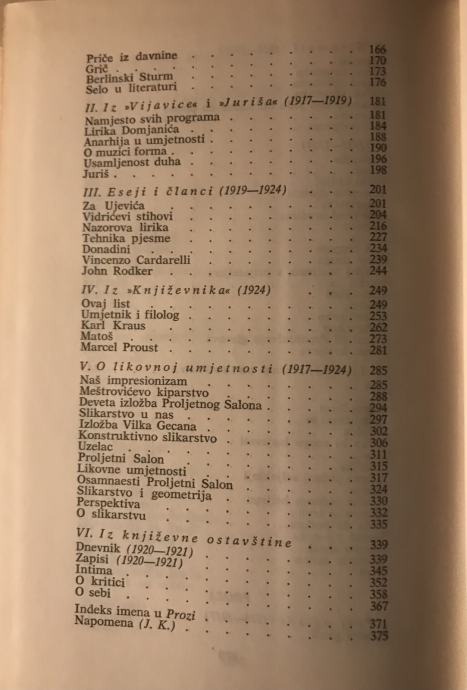 Priče iz davnine . . . . . . . . 166
Grič . . . . . . . . . . 170
Berlinski Sturm . . . . . . . . 173
Selo u literaturi . . . . . . . . 176
II. Iz »Vijavice« i »Juriša« (1917—1919) 181
Namjesto svih programa . . . . . . 181
Lirika Domjanića . . . . . . . . 184
Anarhija u umjetnosti . . . . . . . 188
O muzici forma . . . . . . . . 190
Usamljenost duha . . . . . . . . 196
Juriš . . . . . . . . . . 198
III. Eseji i članci (1919—1924) . . . 201
Za Ujevića . . . . . . . . . 201
Vidrićevi stihovi . . . . . . . . 204
Nazorova lirika . . . . . . . . 216
Tehnika pjesme . . . . . . . . 227
Donadini . . . . . . . . . 234
Vincenzo Cardarelli . . . . . . . 239
John Rodker . . . . . . . . 244
IV. Iz »Književnika« (1924) . . . 249
Ovaj list . . . . . . . . . 249
Umjetnik i filolog . . . . . . . . 253
Karl Kraus . . . . . . . . . 262
Matoš . . . . . . . . . . 273
Marcel Proust . . . . . . . . 281
V. O likovnoj umjetnosti (1917—1924) 285
Naš impresionizam . . . . . . . 285
Meštrovićevo kiparstvo . . . . . . 288
Deveta izložba Proljetnog Salona . . . . 294
Slikarstvo u nas . . . . . . . . 297
Izložba Vilka Gecana . . . . . . . 302
Konstruktivno slikarstvo . . . . . . 306
Uzelac . . . . . . . . . . 311
Proljetni Salon . . . . . . . . 315
Likovne umjetnosti . . . . . . . 317
Osamnaesti Proljetni Salon . . . . . 324
Slikarstvo i geometrija . . . . . . 330
Perspektiva . . . . . . . . . 332
O slikarstvu . . . . . . . . 335
VI. Iz književne ostavštine . . . 339
Dnevnik (1920—1921) . . . . . . . 339
Zapisi (1920—1921) . . . . . . . 345
Intima . . . . . . . . . . 352
O kritici . . . . . . . . . 358
O sebi . . . . . . . . . . 367
Indeks imena u Prozi . . . . . . . 371
Napomena (J. K.) . . . . . . . . 375